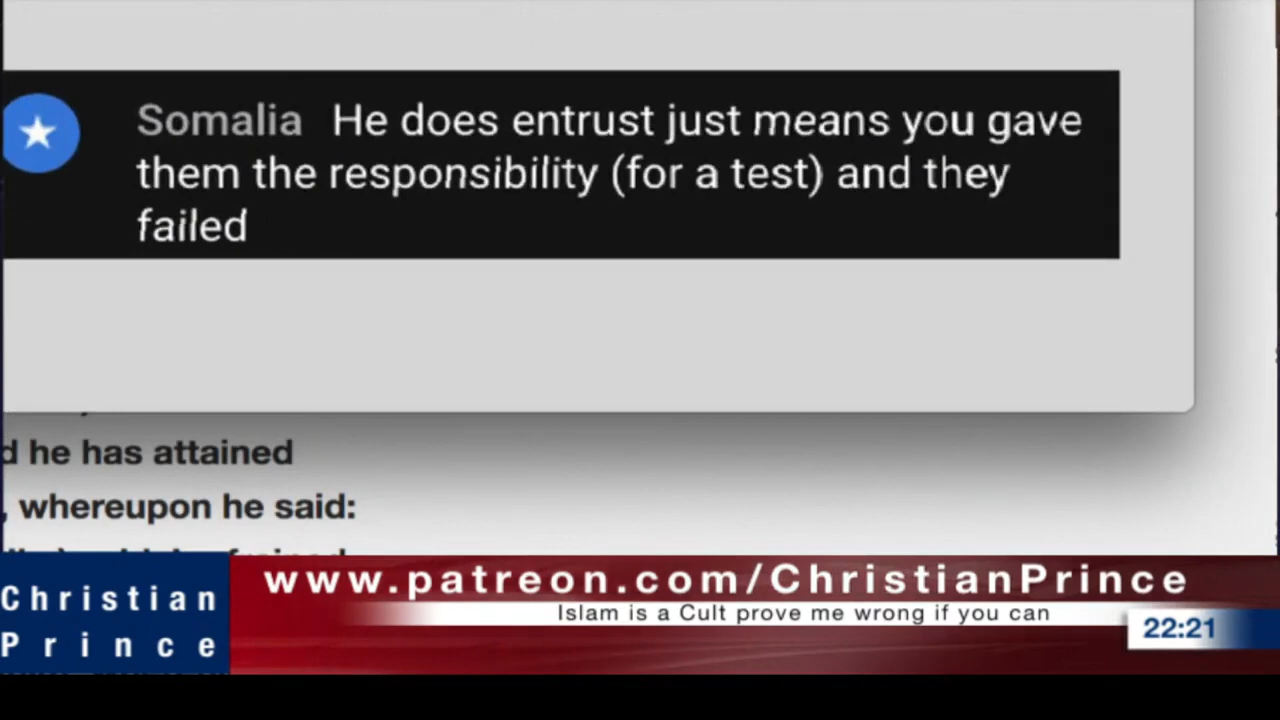 Somalia He does entrust just means you gave
them the responsibility (for a test) and they
failed
he has attained
, whereupon he said:
Christian
Prince
www.patreon.com/ChristianPrince
Islam is a Cult prove me wrong if you can
22:21